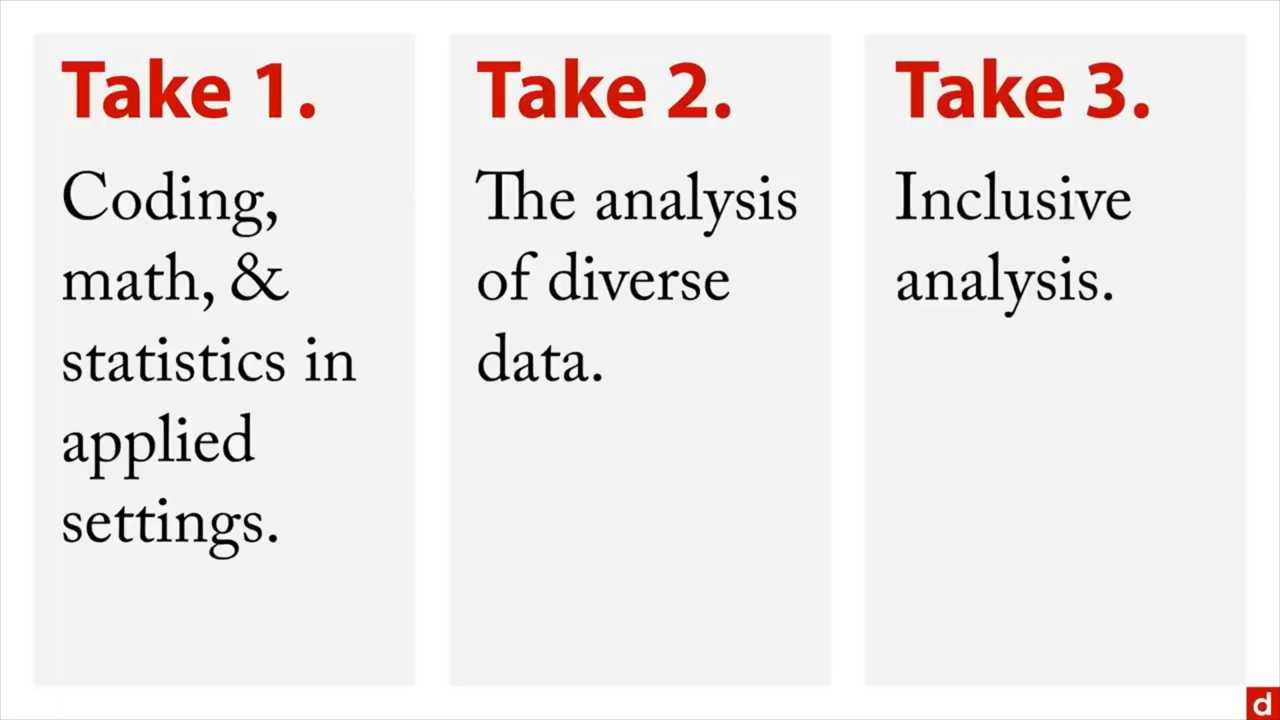 Take 1.
Coding,
math, &
statistics in
applied
settings.
Take 2.
The analysis
of diverse
data.
Take 3.
Inclusive
analysis.
d